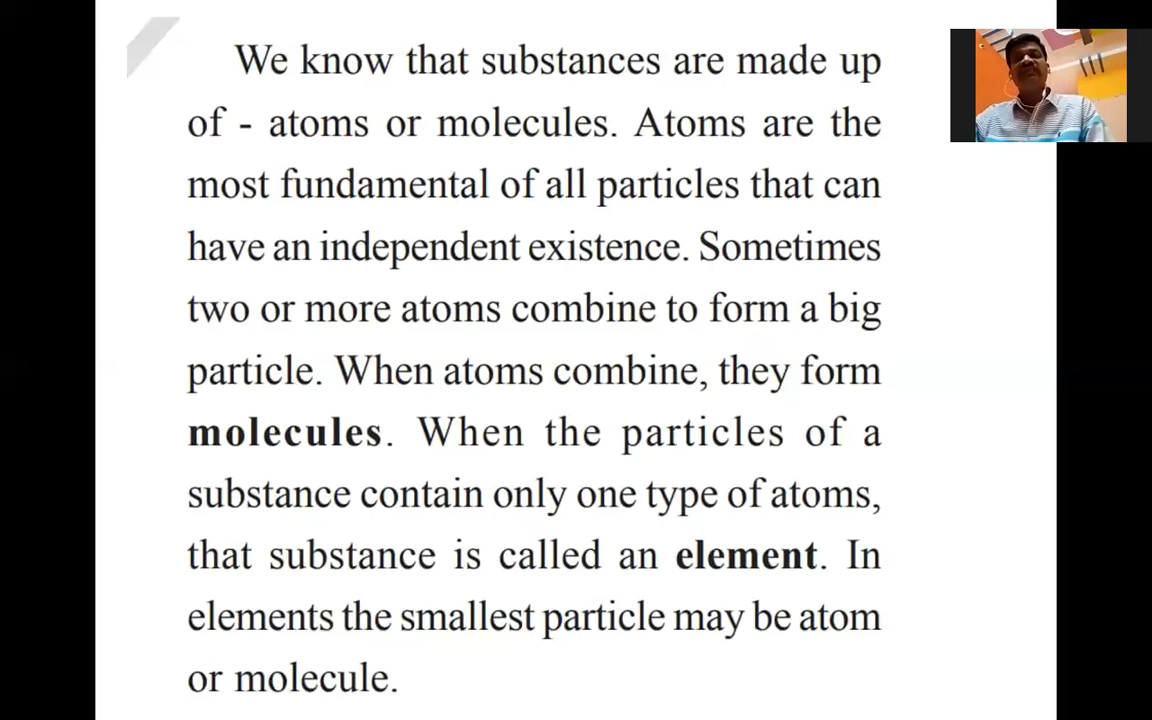 We know that substances are made up
of - atoms or molecules. Atoms are the
most fundamental of all particles that can
have an independent existence. Sometimes
two or more atoms combine to form a big
particle. When atoms combine, they form
molecules. When the particles of a
substance contain only one type of atoms,
that substance is called an element. In
elements the smallest particle may be atom
or molecule.